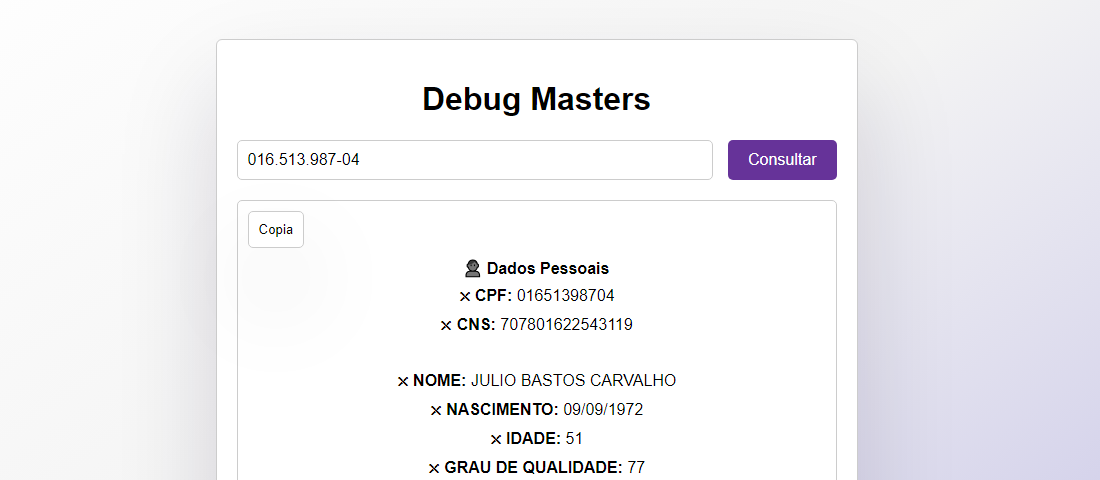 Debug Masters
016.513.987-04
Consultar
Copia
Dados Pessoais
⨯ CPF: 01651398704
⨯ CNS: 707801622543119
⨯ NOME: JULIO BASTOS CARVALHO
⨯ NASCIMENTO: 09/09/1972
⨯ IDADE: 51
⨯ GRAU DE QUALIDADE: 77